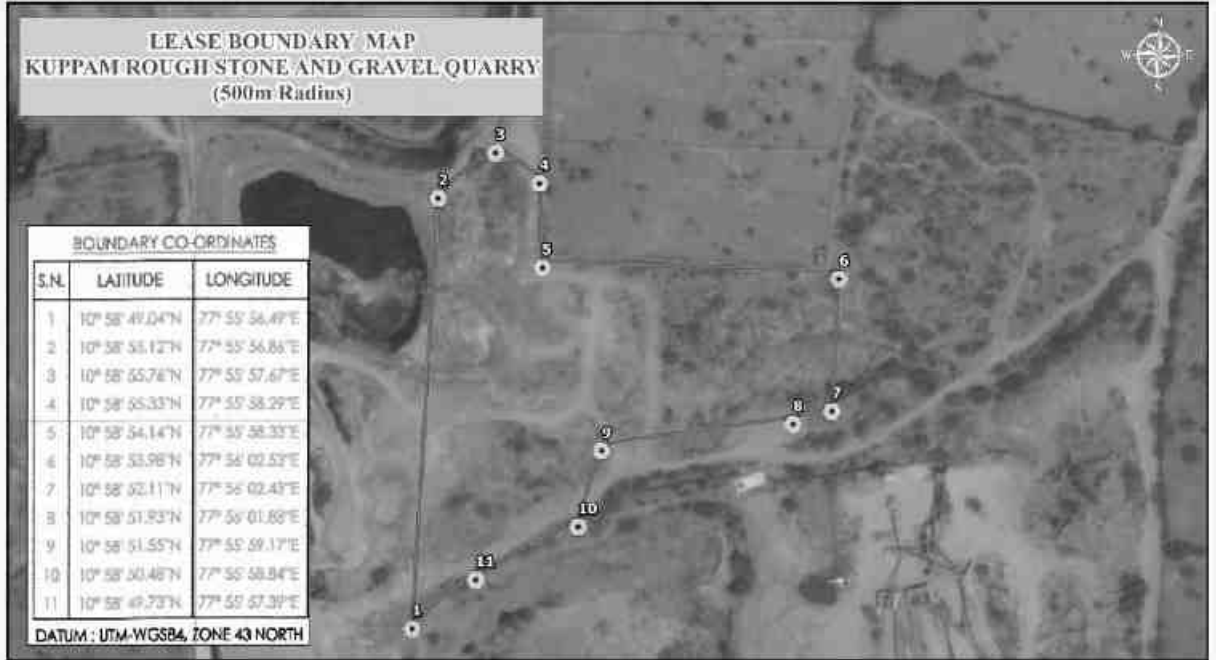 LEASE BOUNDARY MAP
KUPPAM ROUGH STONE AND GRAVEL QUARRY
(500m Radius)
N
W E
S
3
4
2
5
6
7
8
9
10
11
1
BOUNDARY CO-ORDINATES
S.N. LATITUDE LONGITUDE
1 10° 58' 49.04"N 77° 55' 56.49"E
2 10° 58' 55.12"N 77° 55' 56.86"E
3 10° 58' 55.76"N 77° 55' 57.67"E
4 10° 58' 55.33"N 77° 55' 58.29"E
5 10° 58' 54.14"N 77° 55' 58.33"E
6 10° 58' 53.98"N 77° 56' 02.53"E
7 10° 58' 52.11"N 77° 56' 02.43"E
8 10° 58' 51.93"N 77° 56' 01.88"E
9 10° 58' 51.55"N 77° 55' 59.17"E
10 10° 58' 50.48"N 77° 55' 58.84"E
11 10° 58' 49.73"N 77° 55' 57.39"E
DATUM : UTM-WGS84, ZONE 43 NORTH